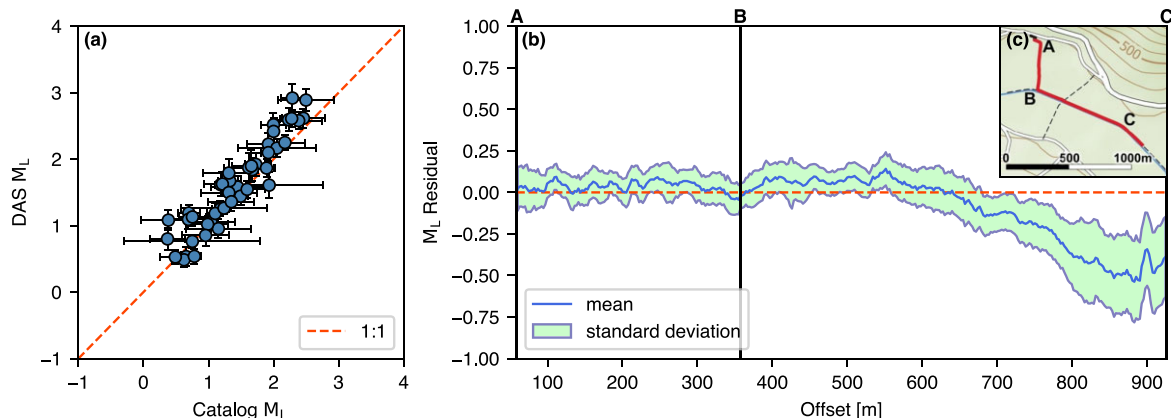 (a)
4
3
2
1
0
−1
−1 0 1 2 3 4
DAS M_L
Catalog M_L
1:1
A B C
(b)
1.00
0.75
0.50
0.25
0.00
−0.25
−0.50
−0.75
−1.00
M_L Residual
mean
standard deviation
100 200 300 400 500 600 700 800 900
Offset [m]
(c)
500
A
B
C
0 500 1000m